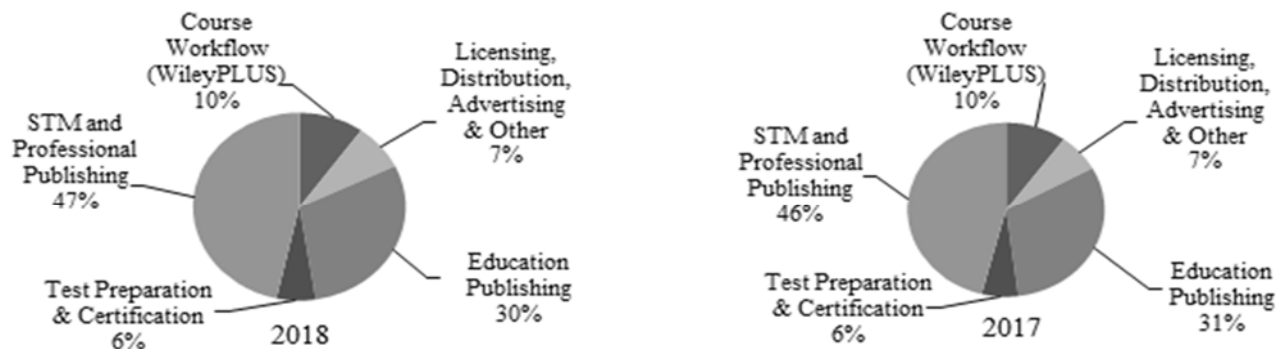 Course
Workflow
(WileyPLUS)
10%
Licensing,
Distribution,
Advertising
& Other
7%
STM and
Professional
Publishing
47%
Education
Publishing
30%
Test Preparation
& Certification
6%
2018
Course
Workflow
(WileyPLUS)
10%
Licensing,
Distribution,
Advertising
& Other
7%
STM and
Professional
Publishing
46%
Education
Publishing
31%
Test Preparation
& Certification
6%
2017